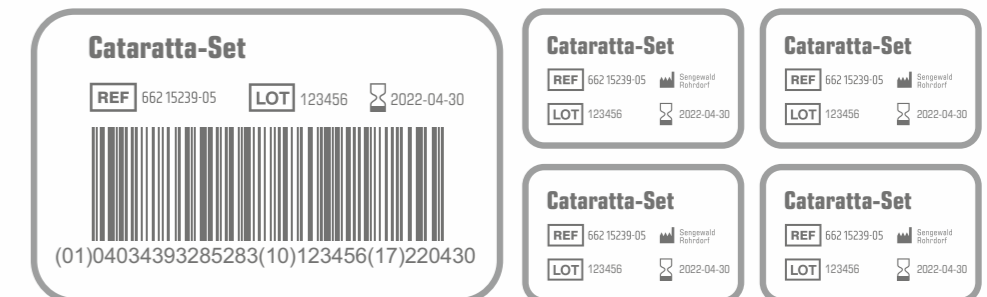 Cataratta-Set
REF 662 15239-05 LOT 123456 2022-04-30
(01)04034393285283(10)123456(17)220430
Cataratta-Set
REF 662 15239-05 Sengewald
Rohrdorf
LOT 123456 2022-04-30
Cataratta-Set
REF 662 15239-05 Sengewald
Rohrdorf
LOT 123456 2022-04-30
Cataratta-Set
REF 662 15239-05 Sengewald
Rohrdorf
LOT 123456 2022-04-30
Cataratta-Set
REF 662 15239-05 Sengewald
Rohrdorf
LOT 123456 2022-04-30